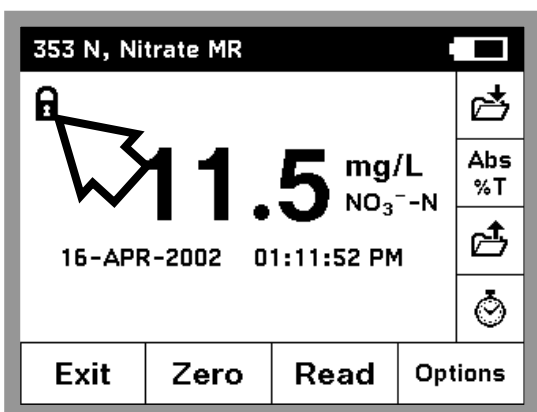 353 N, Nitrate MR
11.5 mg/L
NO₃⁻-N
Abs
%T
16-APR-2002 01:11:52 PM
Exit Zero Read Options